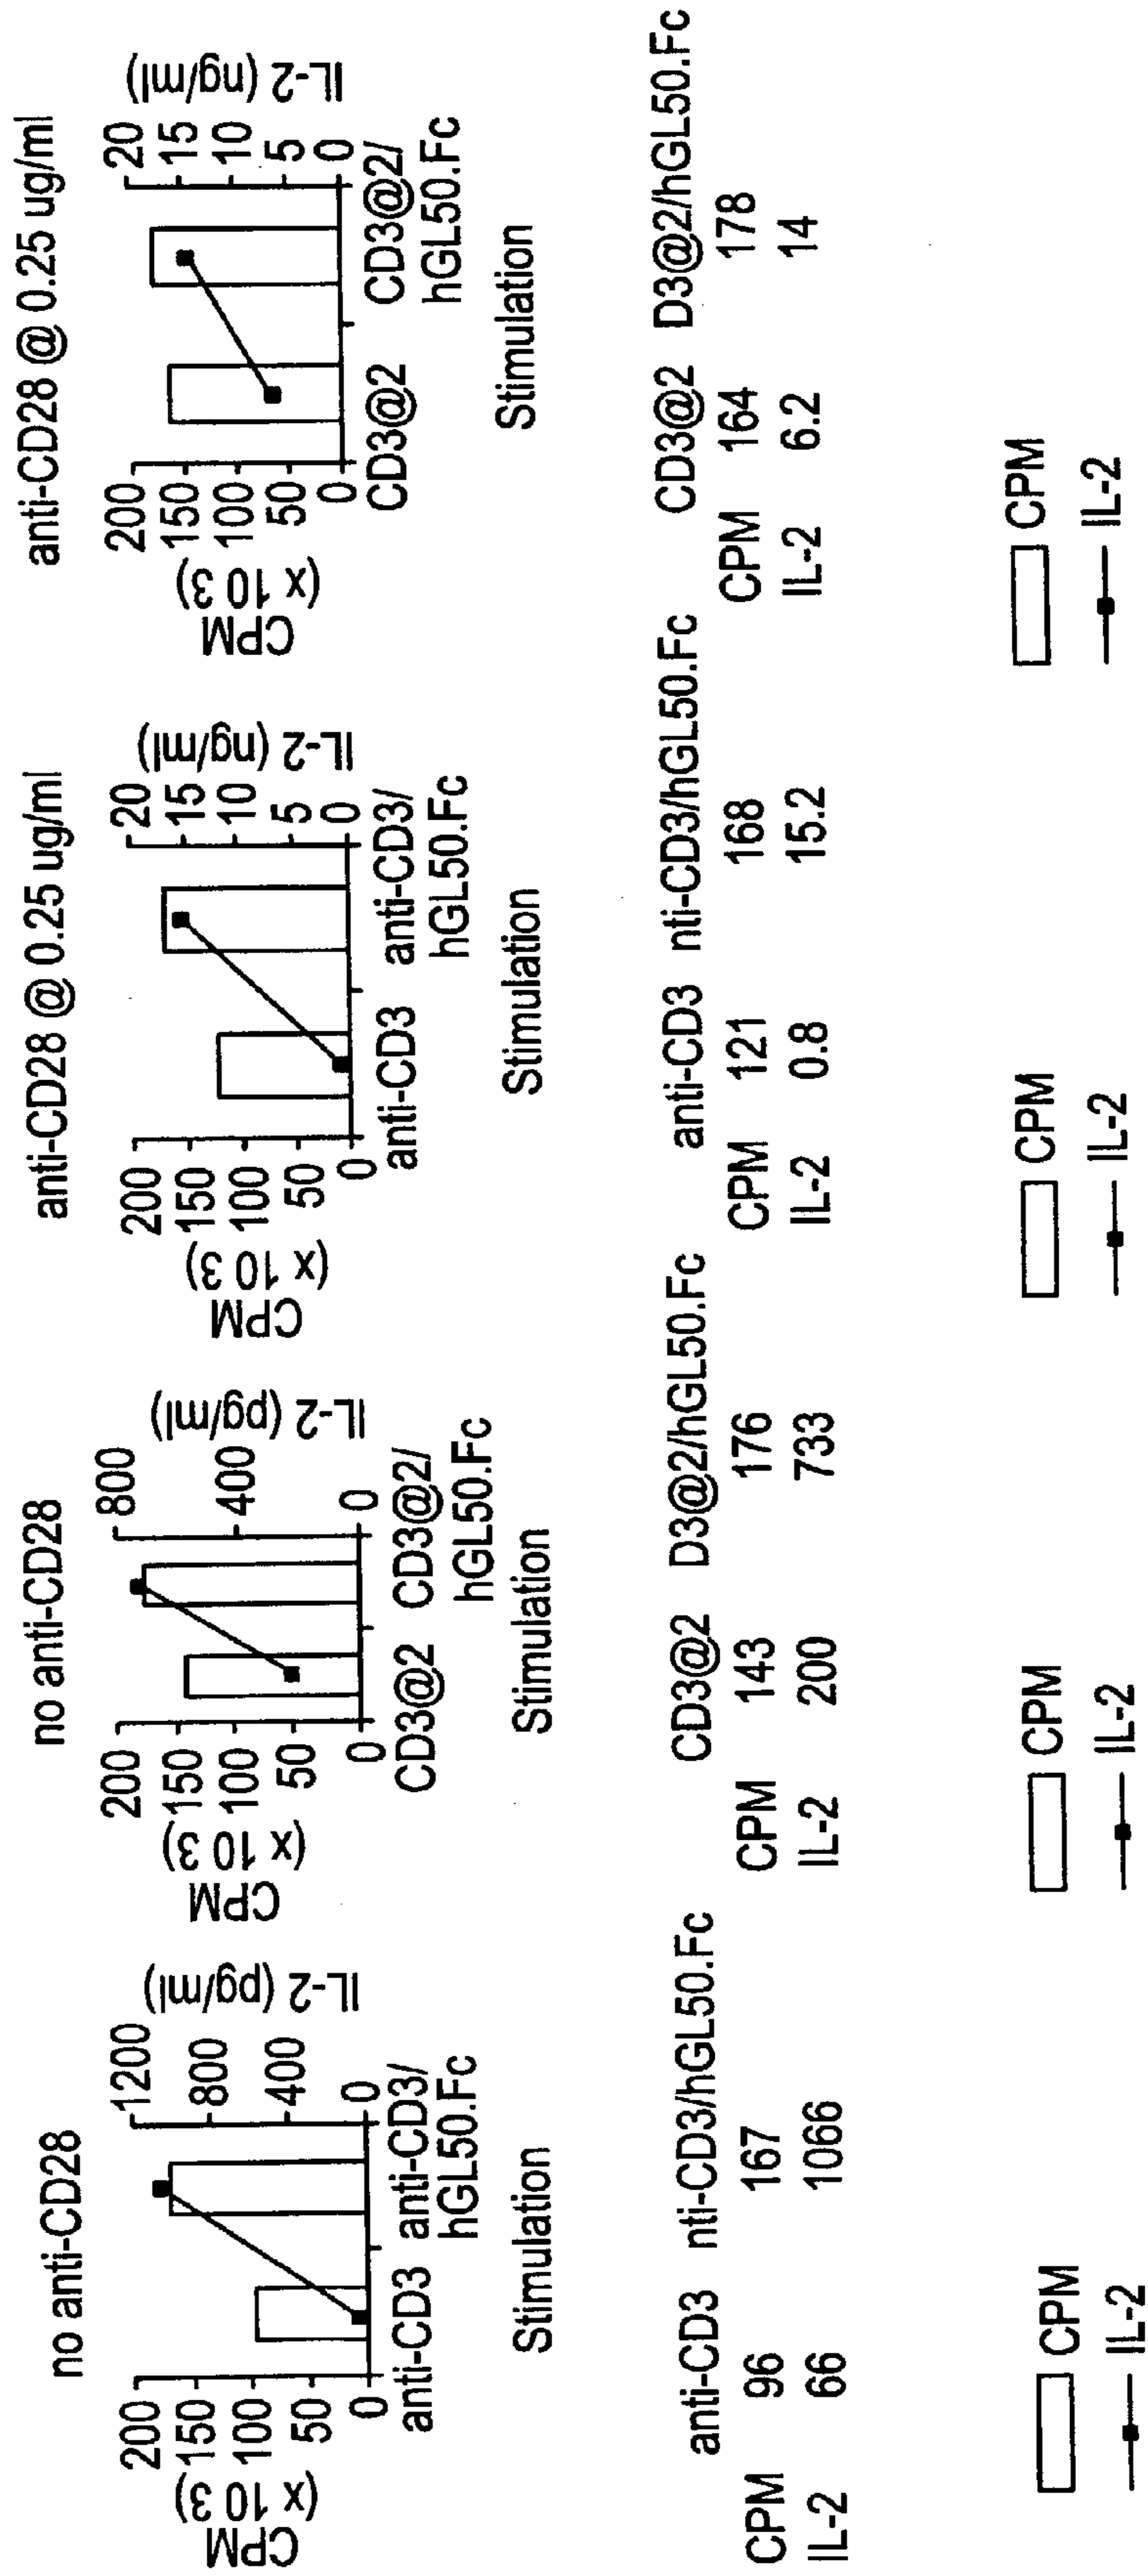 no anti-CD28
CPM
(x 10 3)
200
150
100
50
0
1200
800
400
0
IL-2 (pg/ml)
anti-CD3
anti-CD3/
hGL50.Fc
Stimulation
anti-CD3 nti-CD3/hGL50.Fc
CPM 96 167
IL-2 66 1066
CPM
IL-2
no anti-CD28
CPM
(x 10 3)
200
150
100
50
0
800
400
0
IL-2 (pg/ml)
CD3@2
CD3@2/
hGL50.Fc
Stimulation
CD3@2 D3@2/hGL50.Fc
CPM 143 176
IL-2 200 733
CPM
IL-2
anti-CD28 @ 0.25 ug/ml
CPM
(x 10 3)
200
150
100
50
0
20
15
10
5
0
IL-2 (ng/ml)
anti-CD3
anti-CD3/
hGL50.Fc
Stimulation
anti-CD3 nti-CD3/hGL50.Fc
CPM 121 168
IL-2 0.8 15.2
CPM
IL-2
anti-CD28 @ 0.25 ug/ml
CPM
(x 10 3)
200
150
100
50
0
20
15
10
5
0
IL-2 (ng/ml)
CD3@2
CD3@2/
hGL50.Fc
Stimulation
CD3@2 D3@2/hGL50.Fc
CPM 164 178
IL-2 6.2 14
CPM
IL-2